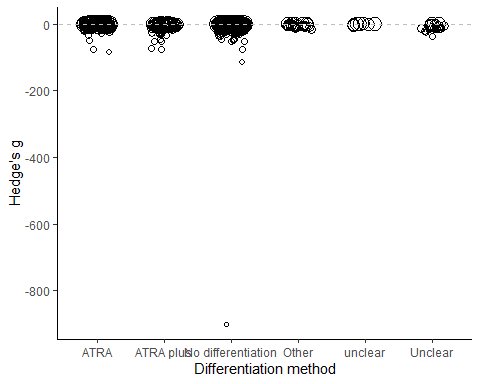 Hedge's g
0
-200
-400
-600
-800
ATRA ATRA plus No differentiation Other unclear Unclear
Differentiation method